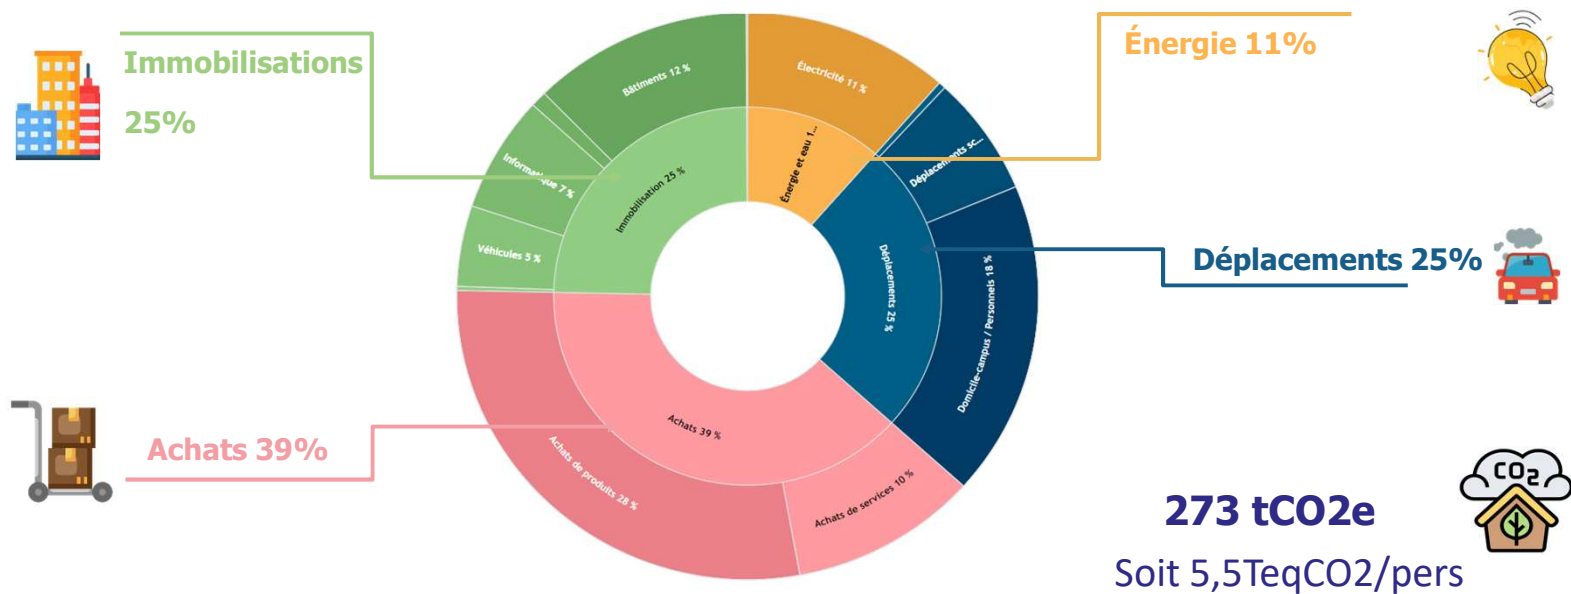 Immobilisations
25%
Énergie 11%
Déplacements 25%
Achats 39%
Bâtiments 12 %
Électricité 11 %
Informatique 7 %
Véhicules 5 %
Immobilisation 25 %
Énergie et eau 1...
Déplacements sc...
Déplacements 25 %
Domicile-campus / Personnels 18 %
Achats 39 %
Achats de produits 28 %
Achats de services 10 %
CO2
273 tCO2e
Soit 5,5TeqCO2/pers